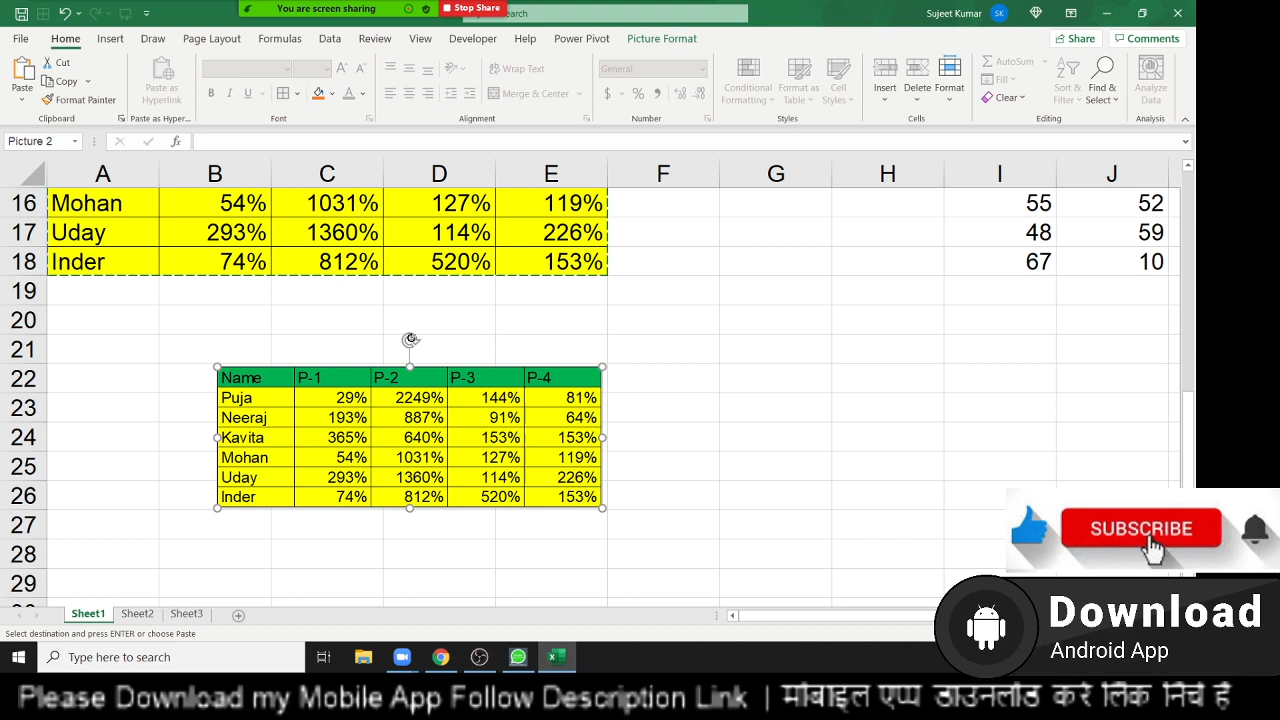 You are screen sharing
Stop Share
Search
Sujeet Kumar
SK
File Home Insert Draw Page Layout Formulas Data Review View Developer Help Power Pivot Picture Format
Share
Comments
Paste
Cut
Copy
Format Painter
Clipboard
Paste as Hyperlink
Paste as Hyper...
B I U
A A
Font
Wrap Text
Merge & Center
Alignment
General
$ % ,
Number
Conditional Formatting
Format as Table
Cell Styles
Styles
Insert
Delete
Format
Cells
AutoSum
Fill
Clear
Sort & Filter
Find & Select
Editing
Analyze Data
Analysis
Picture 2
fx
A B C D E F G H I J
16 Mohan 54% 1031% 127% 119% 55 52
17 Uday 293% 1360% 114% 226% 48 59
18 Inder 74% 812% 520% 153% 67 10
19
20
21
22
23
24
25
26
27
28
29
Name P-1 P-2 P-3 P-4
Puja 29% 2249% 144% 81%
Neeraj 193% 887% 91% 64%
Kavita 365% 640% 153% 153%
Mohan 54% 1031% 127% 119%
Uday 293% 1360% 114% 226%
Inder 74% 812% 520% 153%
SUBSCRIBE
Download
Android App
Sheet1 Sheet2 Sheet3
Select destination and press ENTER or choose Paste
Type here to search
Please Download my Mobile App Follow Description Link | मोबाइल एप्प डाउनलोड करे लिंक निचे है